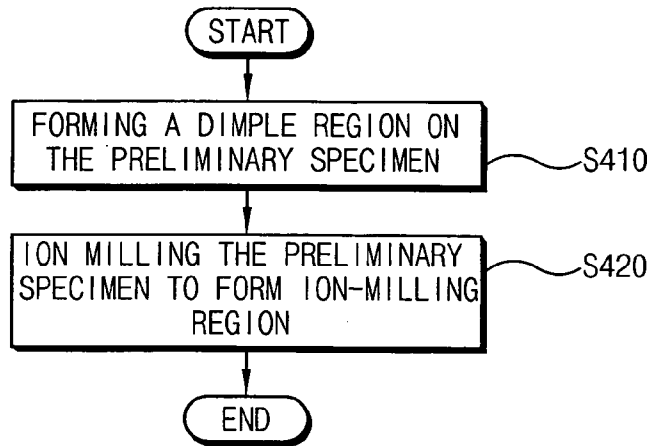 START
FORMING A DIMPLE REGION ON
THE PRELIMINARY SPECIMEN
S410
ION MILLING THE PRELIMINARY
SPECIMEN TO FORM ION-MILLING
REGION
S420
END